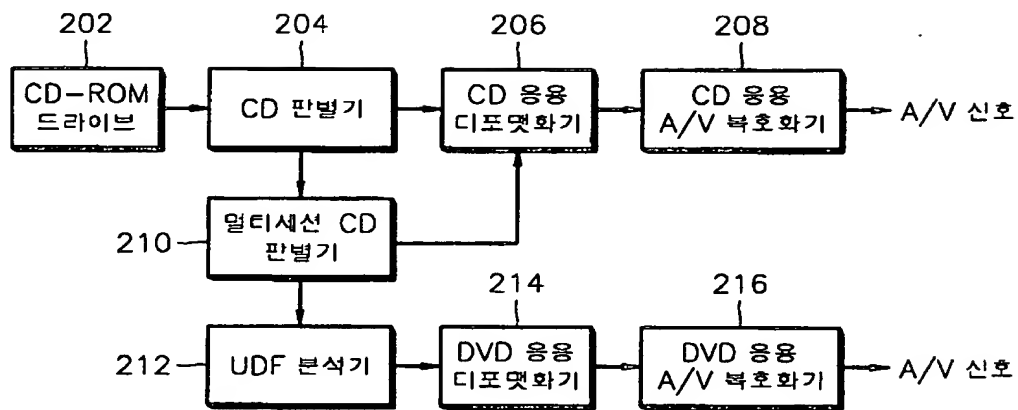 202
204
206
208
CD-ROM
드라이브
CD 판별기
CD 응용
디포맷화기
CD 응용
A/V 복호화기
A/V 신호
210
멀티세선 CD
판별기
214
216
212
UDF 분석기
DVD 응용
디포맷화기
DVD 응용
A/V 복호화기
A/V 신호